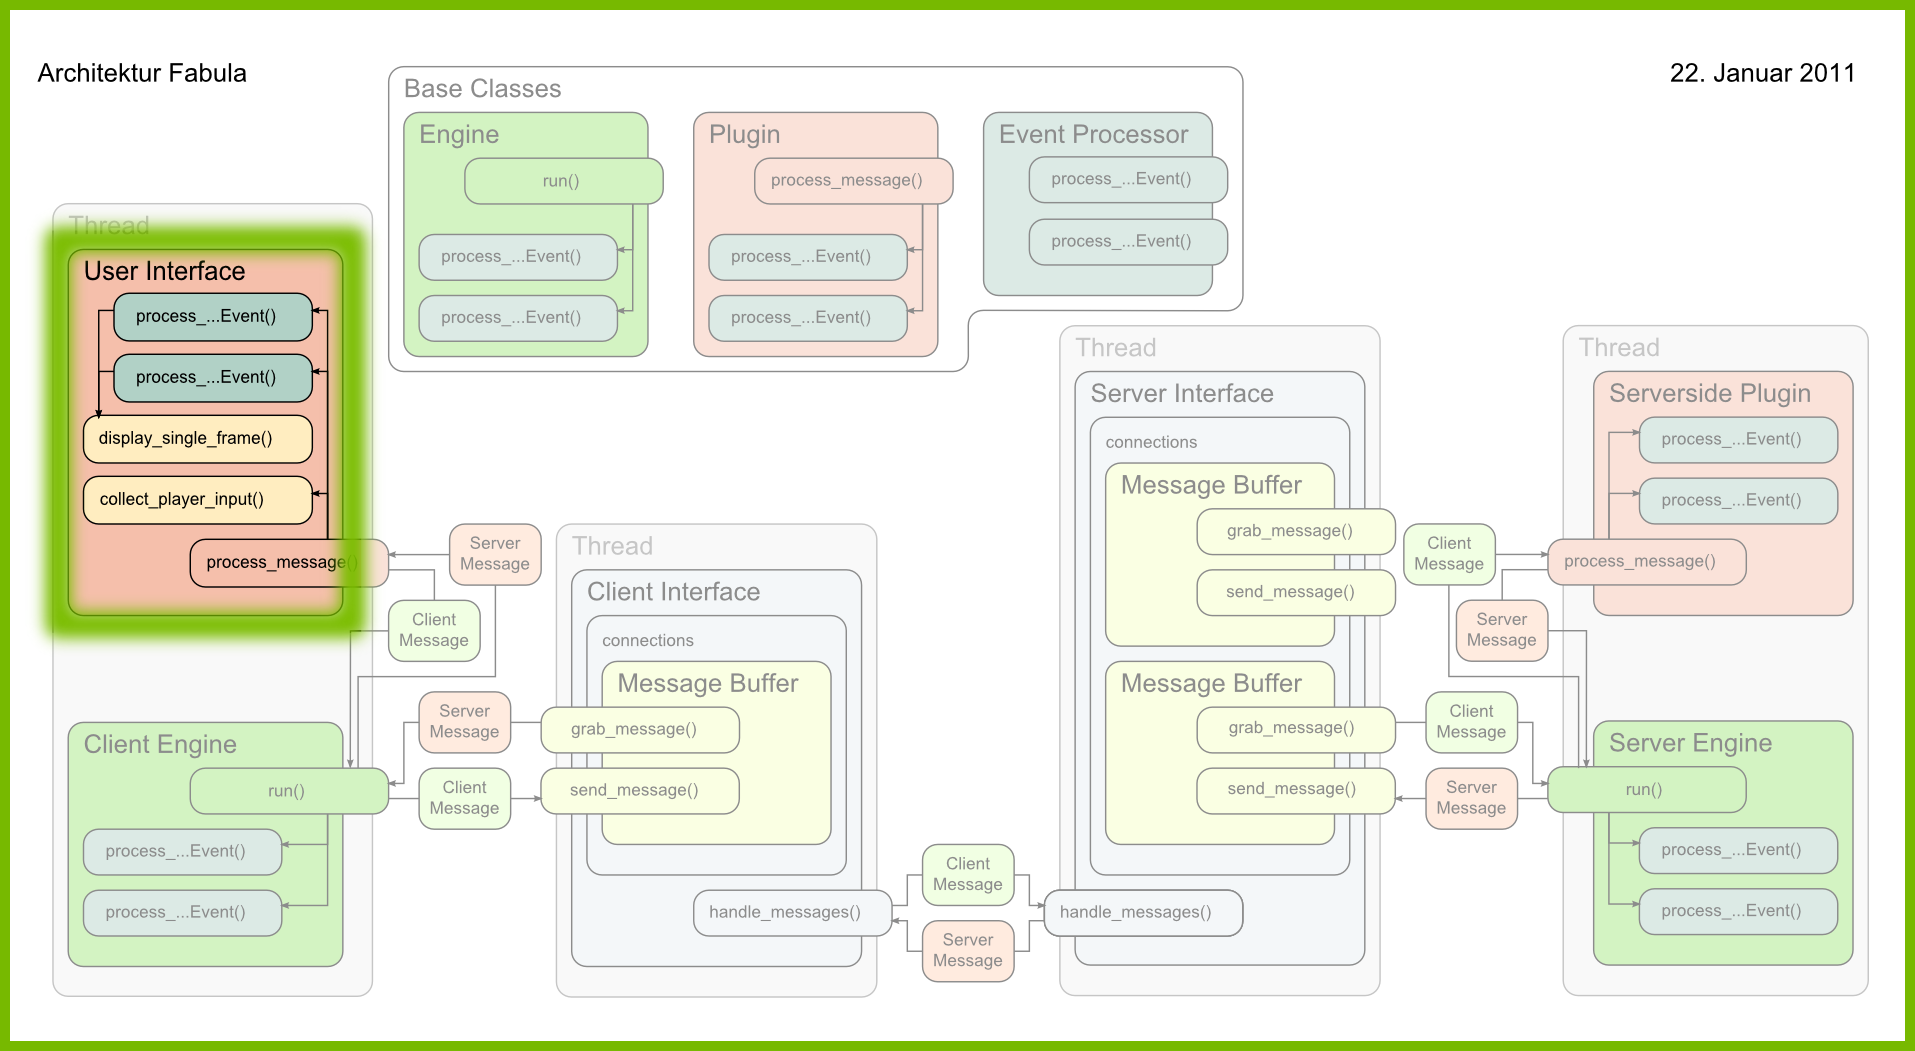 Architektur Fabula
22. Januar 2011
Base Classes
Engine
run()
process_...Event()
process_...Event()
Plugin
process_message()
process_...Event()
process_...Event()
Event Processor
process_...Event()
process_...Event()
Thread
User Interface
process_...Event()
process_...Event()
display_single_frame()
collect_player_input()
process_message()
Server
Message
Client
Message
Client Engine
run()
process_...Event()
process_...Event()
Server
Message
Client
Message
Thread
Client Interface
connections
Message Buffer
grab_message()
send_message()
handle_messages()
Client
Message
Server
Message
Thread
Server Interface
connections
Message Buffer
grab_message()
send_message()
Message Buffer
grab_message()
send_message()
handle_messages()
Client
Message
Server
Message
Client
Message
Server
Message
Thread
Serverside Plugin
process_...Event()
process_...Event()
process_message()
Server Engine
run()
process_...Event()
process_...Event()